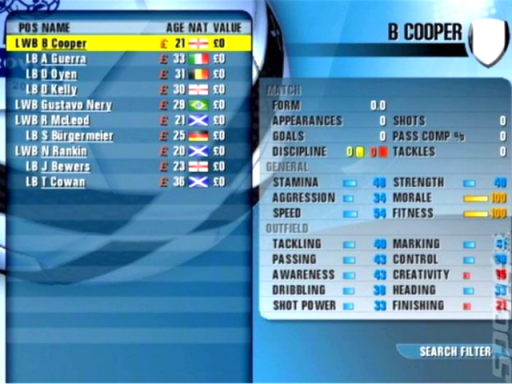 POS NAME AGE NAT VALUE
LWB B Cooper £ 21 £0
LB A Guerra £ 33 £0
LB D Oyen £ 31 £0
LB D Kelly £ 30 £0
LWB Gustavo Nery £ 29 £0
LWB R McLeod £ 21 £0
LB S Bürgermeier £ 25 £0
LWB N Rankin £ 20 £0
LB J Bewers £ 23 £0
LB T Cowan £ 36 £0
B COOPER
MATCH
FORM 0.0
APPEARANCES 0 SHOTS 0
GOALS 0 PASS COMP % 0
DISCIPLINE 0 0 TACKLES 0
GENERAL
STAMINA 40 STRENGTH 40
AGGRESSION 34 MORALE 100
SPEED 54 FITNESS 100
OUTFIELD
TACKLING 40 MARKING
PASSING 43 CONTROL
AWARENESS 43 CREATIVITY
DRIBBLING 38 HEADING
SHOT POWER 33 FINISHING 21
SEARCH FILTER